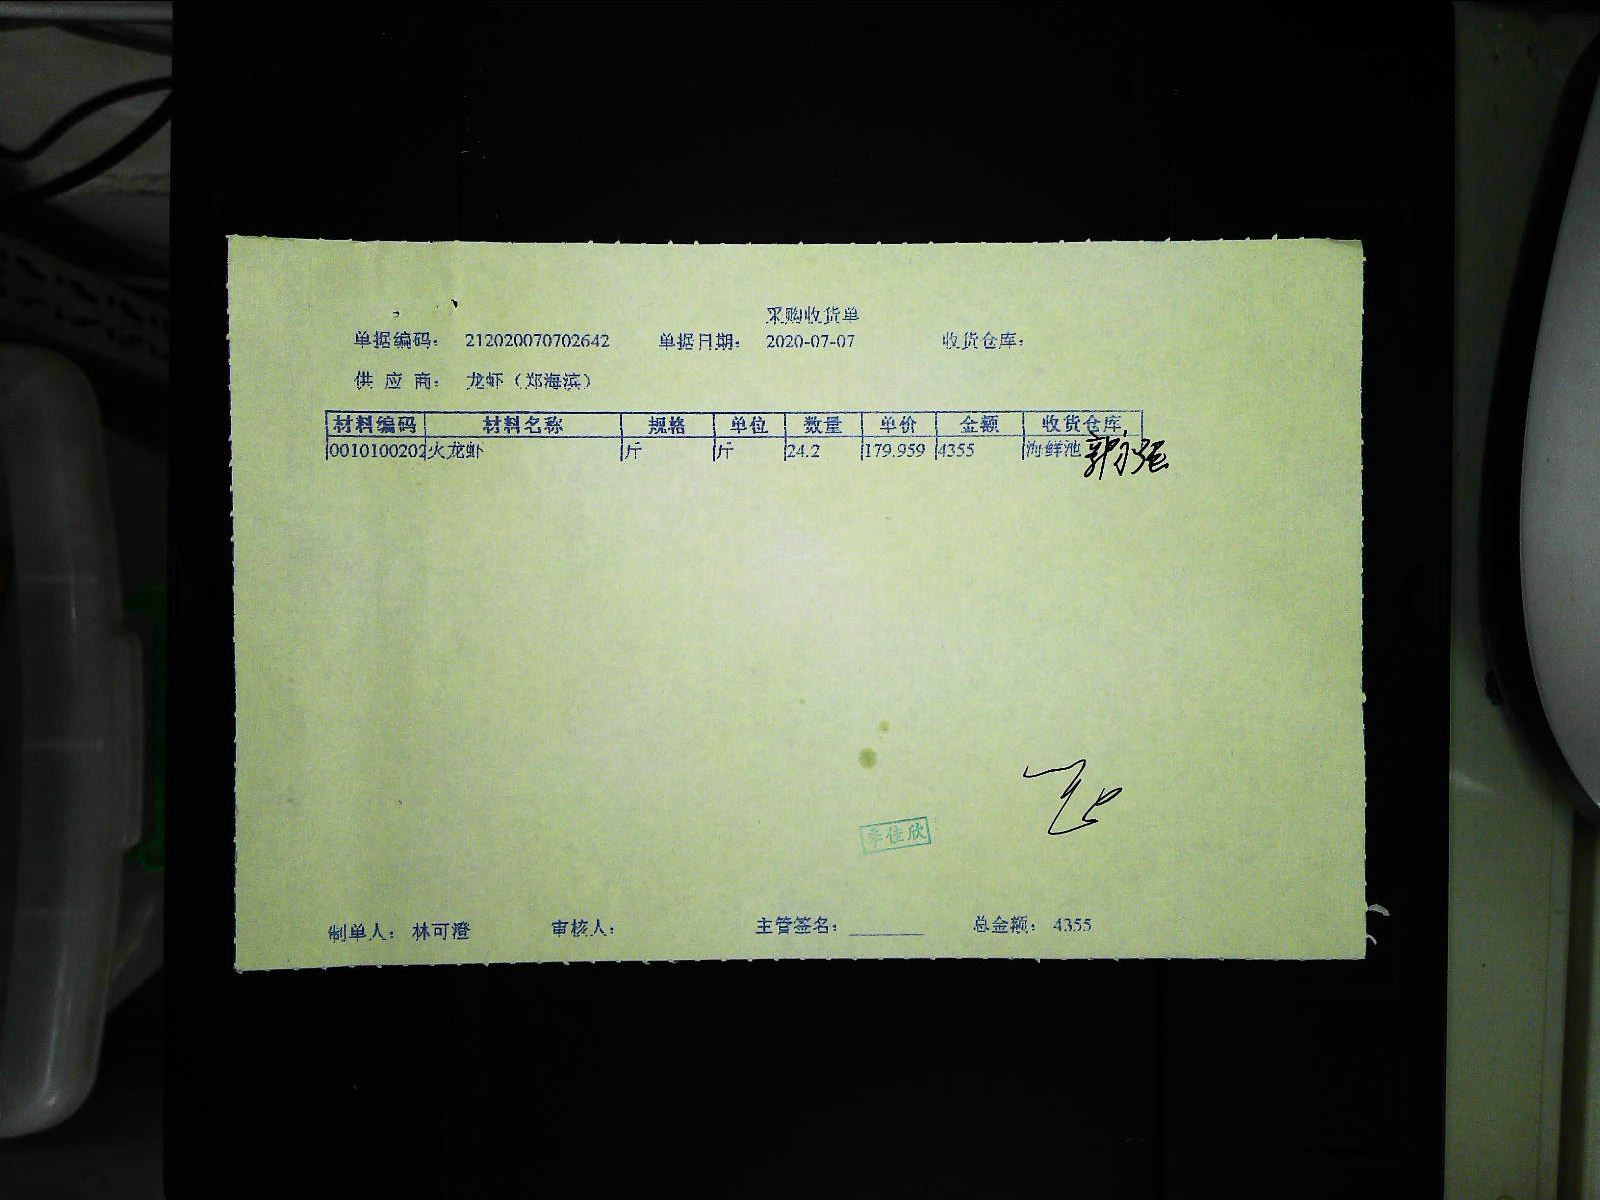 采购收货单
单据编码： 212020070702642 单据日期： 2020-07-07 收货仓库：
供 应 商： 龙虾（郑海滨）
材料编码 材料名称 规格 单位 数量 单价 金额 收货仓库
0010100202 火龙虾 斤 斤 24.2 179.959 4355 海鲜池
季佳欣
制单人： 林可澄 审核人： 主管签名： 总金额： 4355